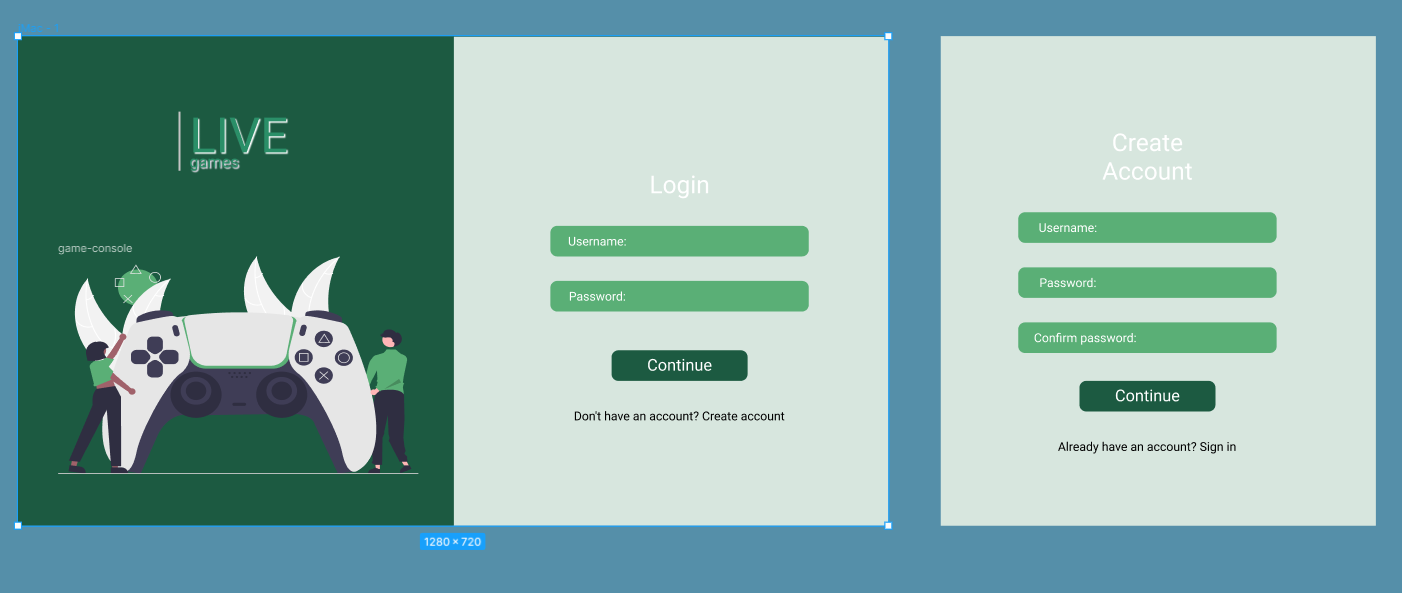 LIVE
games
game-console
Login
Username:
Password:
Continue
Don't have an account? Create account
1280 × 720
Create
Account
Username:
Password:
Confirm password:
Continue
Already have an account? Sign in